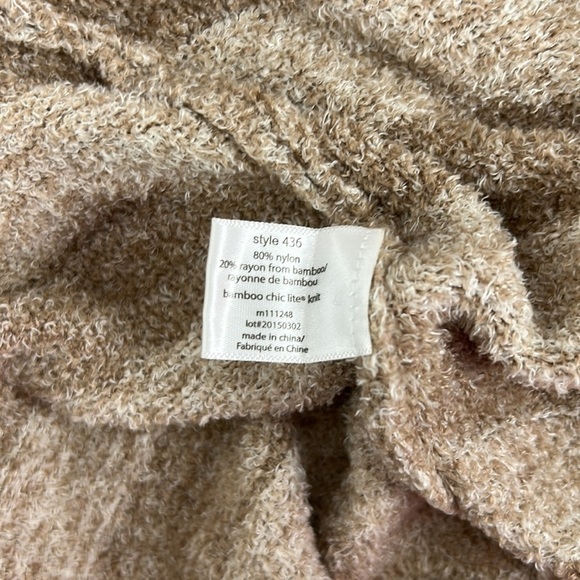 style 436
80% nylon
20% rayon from bamboo/
rayonne de bambou
bamboo chic lite® knit
rn111248
lot#20150302
made in china/
Fabriqué en Chine